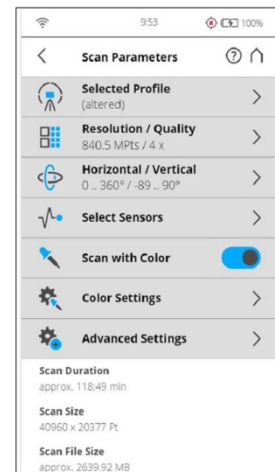 9:53
100%
Scan Parameters
Selected Profile
(altered)
Resolution / Quality
840.5 MPts / 4 x
Horizontal / Vertical
0 .. 360° / -89 .. 90°
Select Sensors
Scan with Color
Color Settings
Advanced Settings
Scan Duration
approx. 118:49 min
Scan Size
40960 x 20377 Pt
Scan File Size
approx. 2639.92 MB